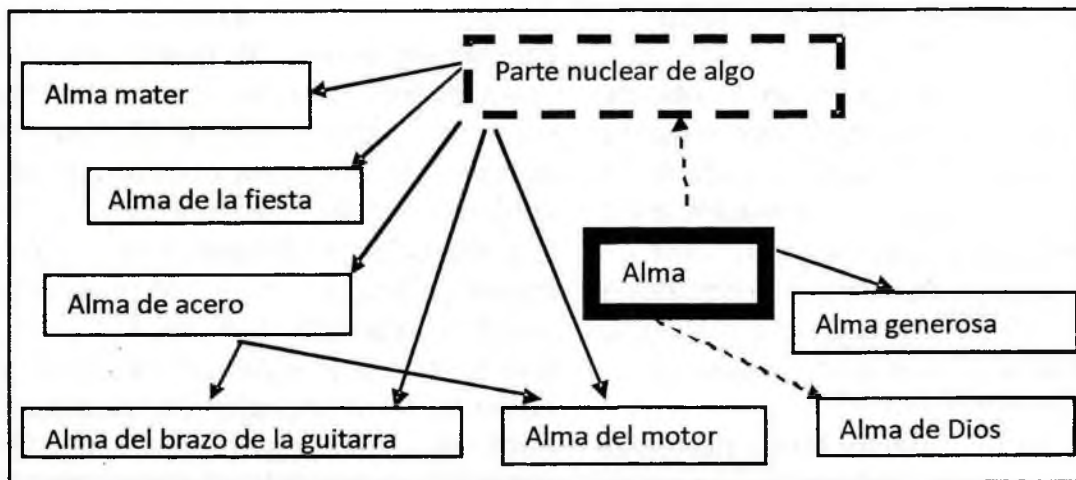 Parte nuclear de algo
Alma mater
Alma de la fiesta
Alma
Alma de acero
Alma generosa
Alma del brazo de la guitarra
Alma del motor
Alma de Dios